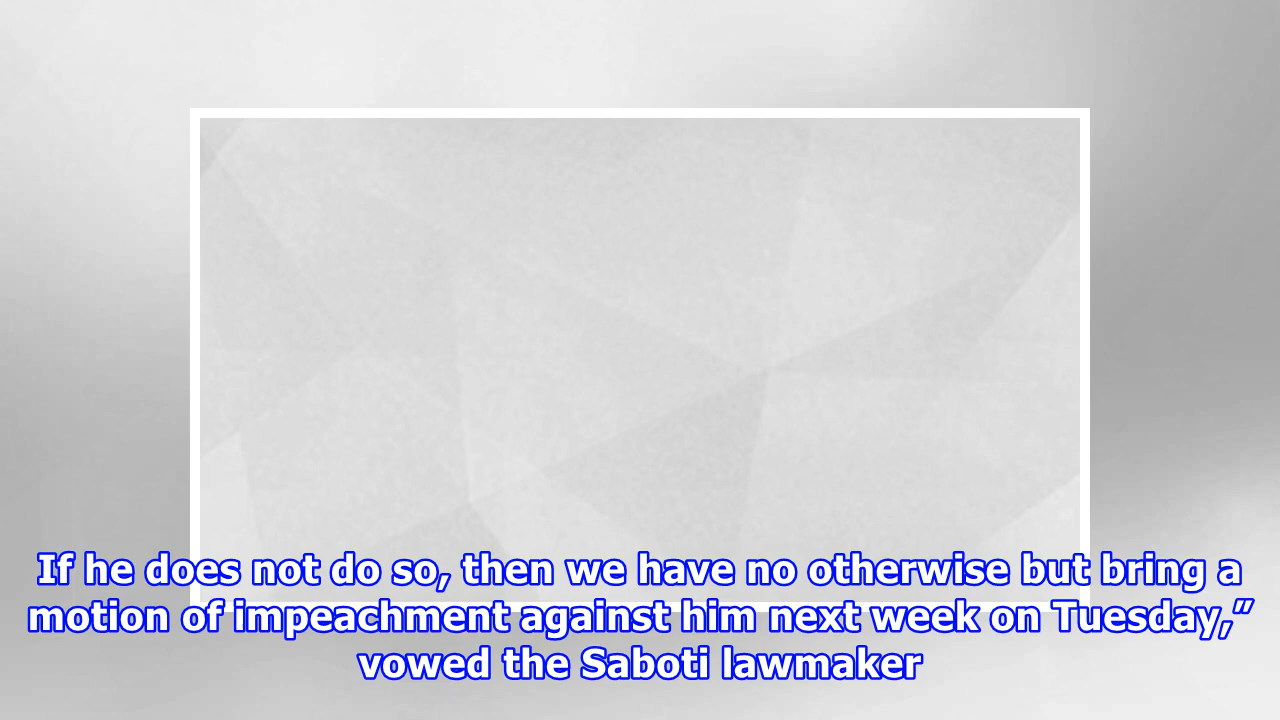 If he does not do so, then we have no otherwise but bring a
motion of impeachment against him next week on Tuesday,”
vowed the Saboti lawmaker